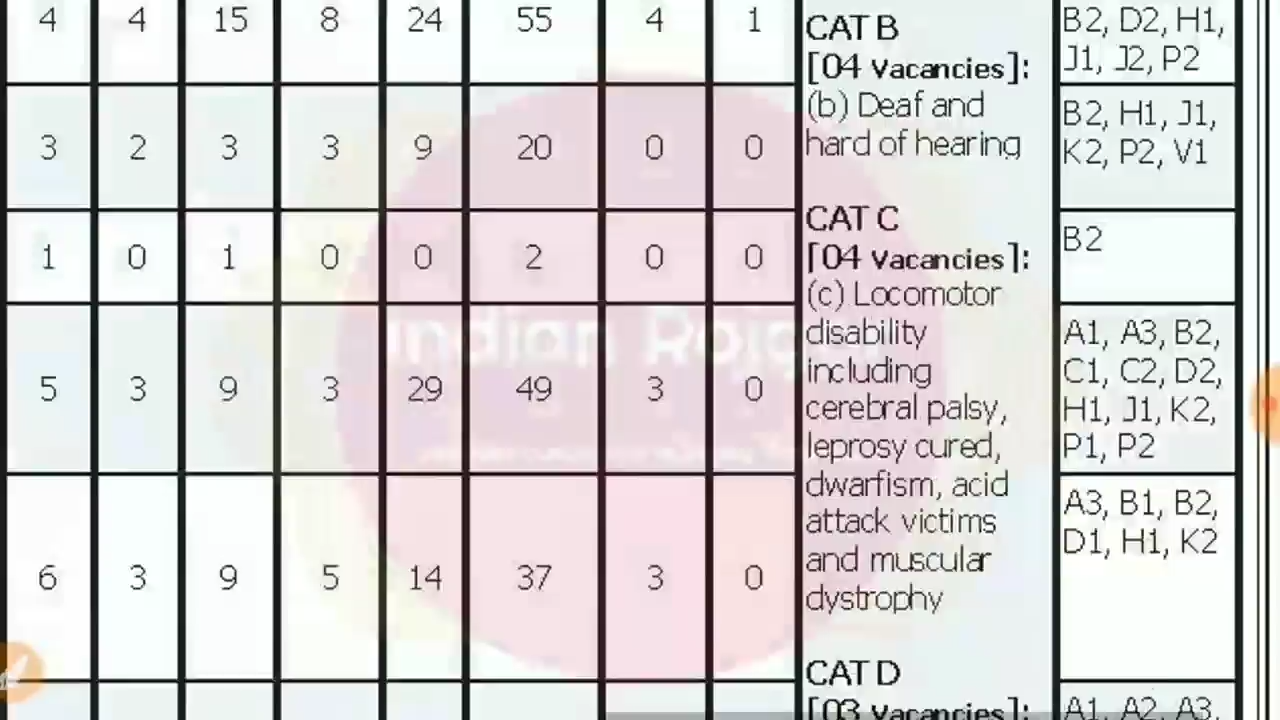 4 4 15 8 24 55 4 1
3 2 3 3 9 20 0 0
1 0 1 0 0 2 0 0
5 3 9 3 29 49 3 0
6 3 9 5 14 37 3 0
CAT B
[04 Vacancies]:
(b) Deaf and
hard of hearing
CAT C
[04 Vacancies]:
(c) Locomotor
disability
including
cerebral palsy,
leprosy cured,
dwarfism, acid
attack victims
and muscular
dystrophy
CAT D
[03 Vacancies]:
B2, D2, H1,
J1, J2, P2
B2, H1, J1,
K2, P2, V1
B2
A1, A3, B2,
C1, C2, D2,
H1, J1, K2,
P1, P2
A3, B1, B2,
D1, H1, K2
A1, A2, A3,
Indian